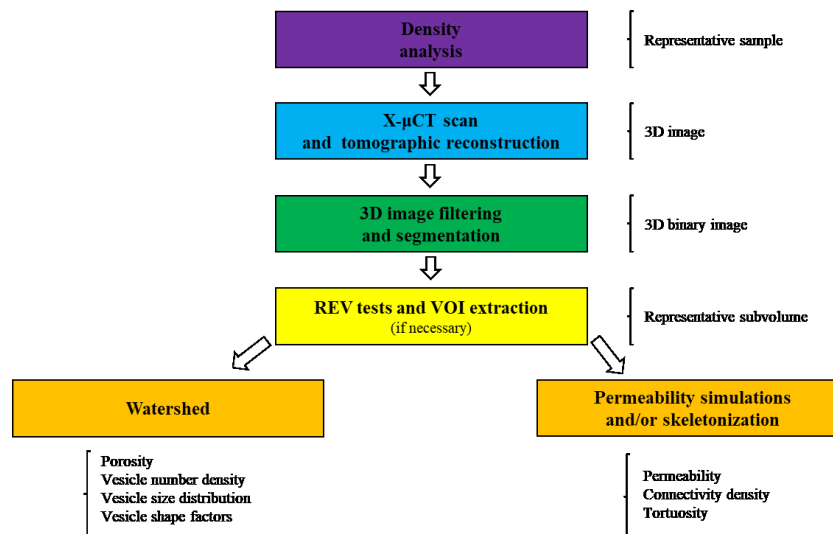 Density
analysis
Representative sample
X-μCT scan
and tomographic reconstruction
3D image
3D image filtering
and segmentation
3D binary image
REV tests and VOI extraction
(if necessary)
Representative subvolume
Watershed
Permeability simulations
and/or skeletonization
Porosity
Vesicle number density
Vesicle size distribution
Vesicle shape factors
Permeability
Connectivity density
Tortuosity